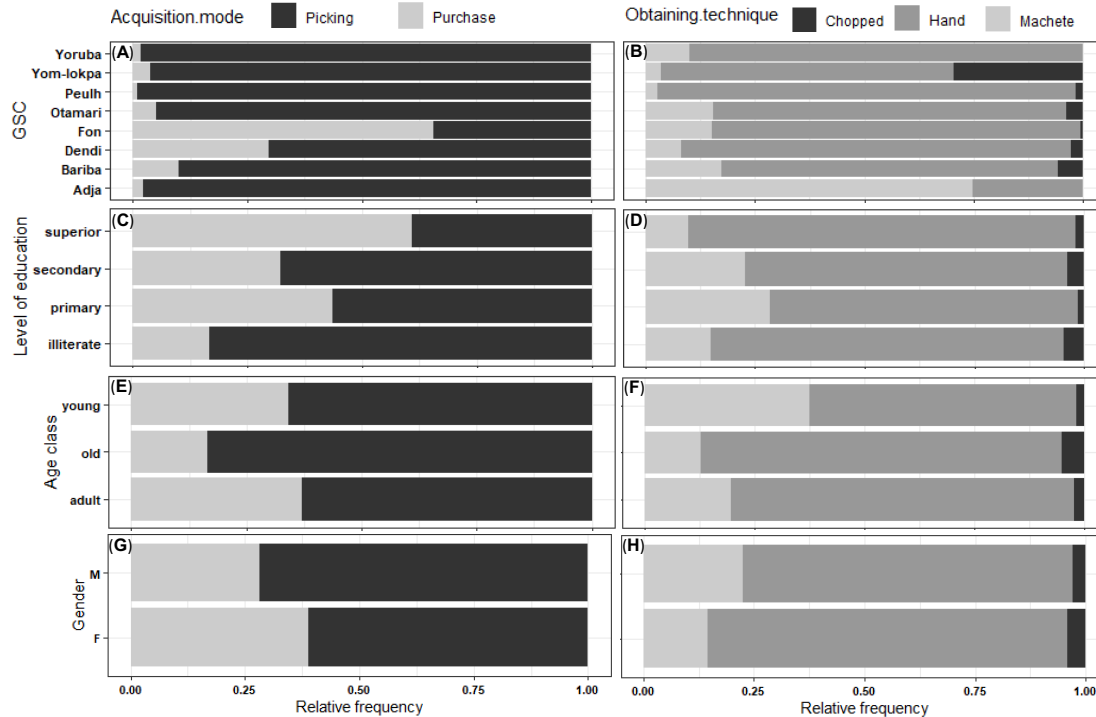 Acquisition.mode Picking Purchase
Obtaining.technique Chopped Hand Machete
(A)
(B)
GSC
Yoruba
Yom-lokpa
Peulh
Otamari
Fon
Dendi
Bariba
Adja
(C)
(D)
Level of education
superior
secondary
primary
illiterate
(E)
(F)
Age class
young
old
adult
(G)
(H)
Gender
M
F
0.00 0.25 0.50 0.75 1.00
0.00 0.25 0.50 0.75 1.00
Relative frequency
Relative frequency